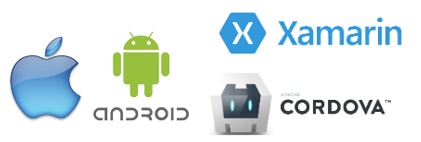 Xamarin
ANDROID
APACHE
CORDOVA™